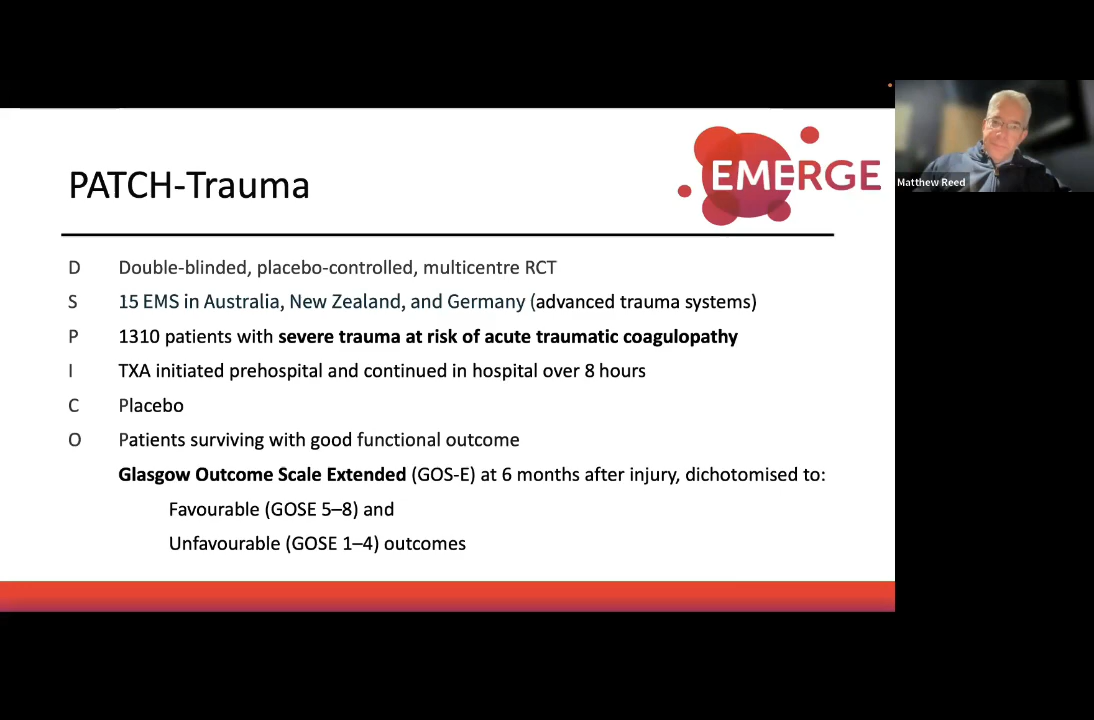 EMERGE
Matthew Reed
PATCH-Trauma
D Double-blinded, placebo-controlled, multicentre RCT
S 15 EMS in Australia, New Zealand, and Germany (advanced trauma systems)
P 1310 patients with severe trauma at risk of acute traumatic coagulopathy
I TXA initiated prehospital and continued in hospital over 8 hours
C Placebo
O Patients surviving with good functional outcome
Glasgow Outcome Scale Extended (GOS-E) at 6 months after injury, dichotomised to:
Favourable (GOSE 5–8) and
Unfavourable (GOSE 1–4) outcomes